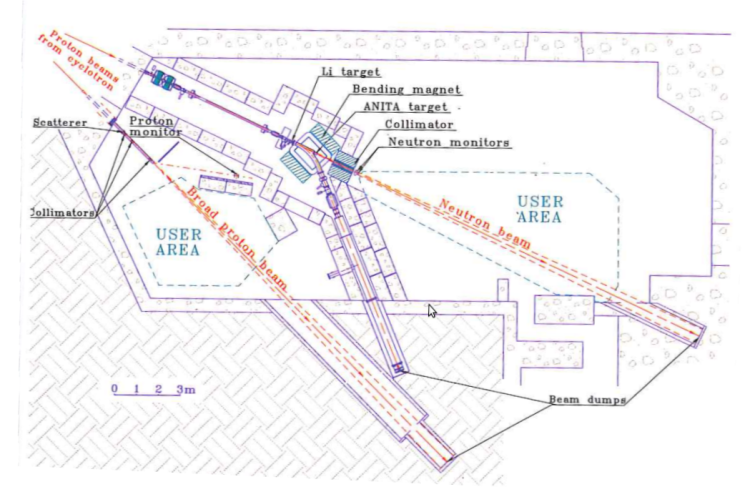 Proton beams
from cyclotron
Li target
Bending magnet
ANITA target
Collimator
Neutron monitors
Scatterer
Proton
monitor
Collimators
USER
AREA
Broad proton beam
USER
AREA
Neutron beam
0 1 2 3m
Beam dumps